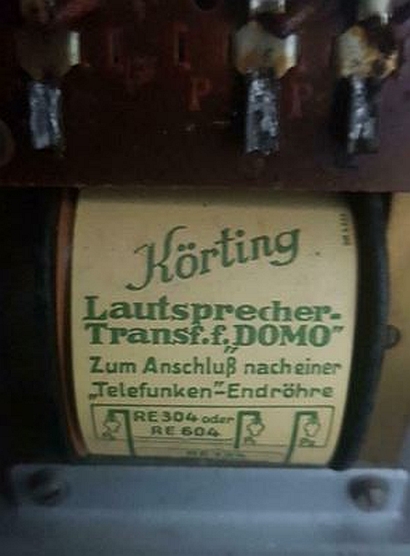 P P
Körting
Lautsprecher-
Transf.f. „DOMO"
Zum Anschluß nach einer
„Telefunken"-Endröhre
RE 304 oder
RE 604